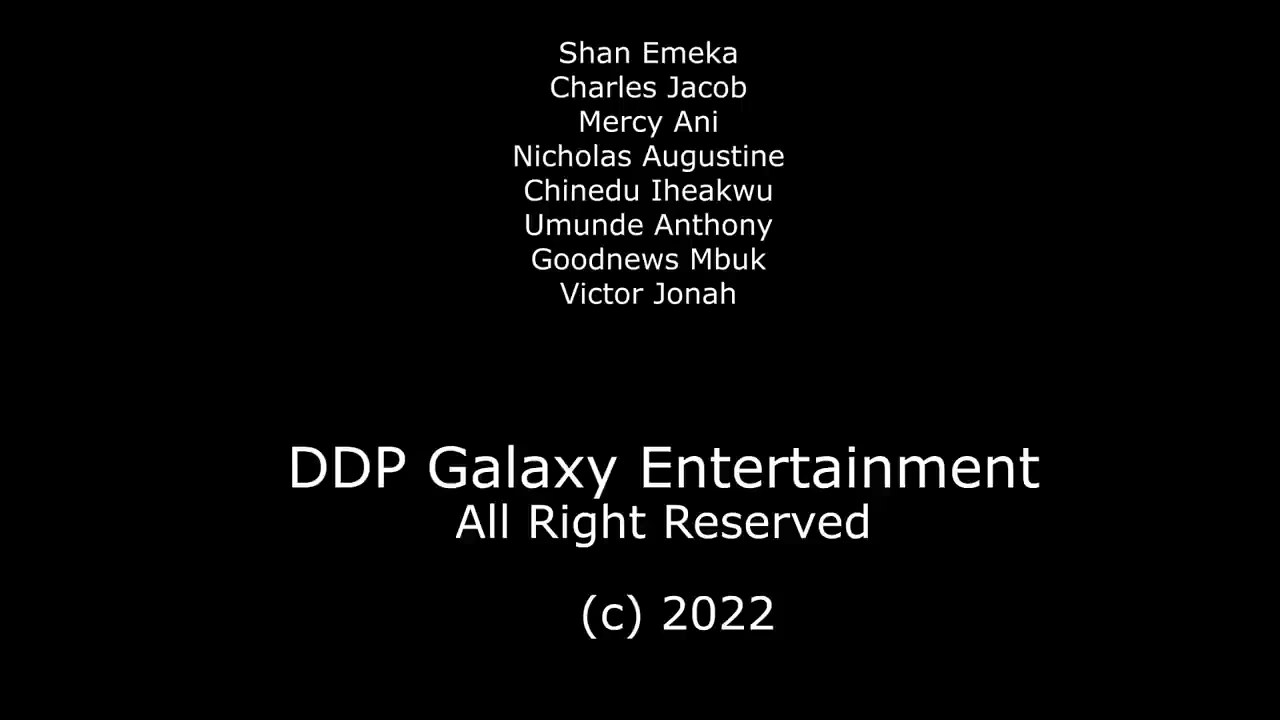 Shan Emeka
Charles Jacob
Mercy Ani
Nicholas Augustine
Chinedu Iheakwu
Umunde Anthony
Goodnews Mbuk
Victor Jonah
DDP Galaxy Entertainment
All Right Reserved
(c) 2022